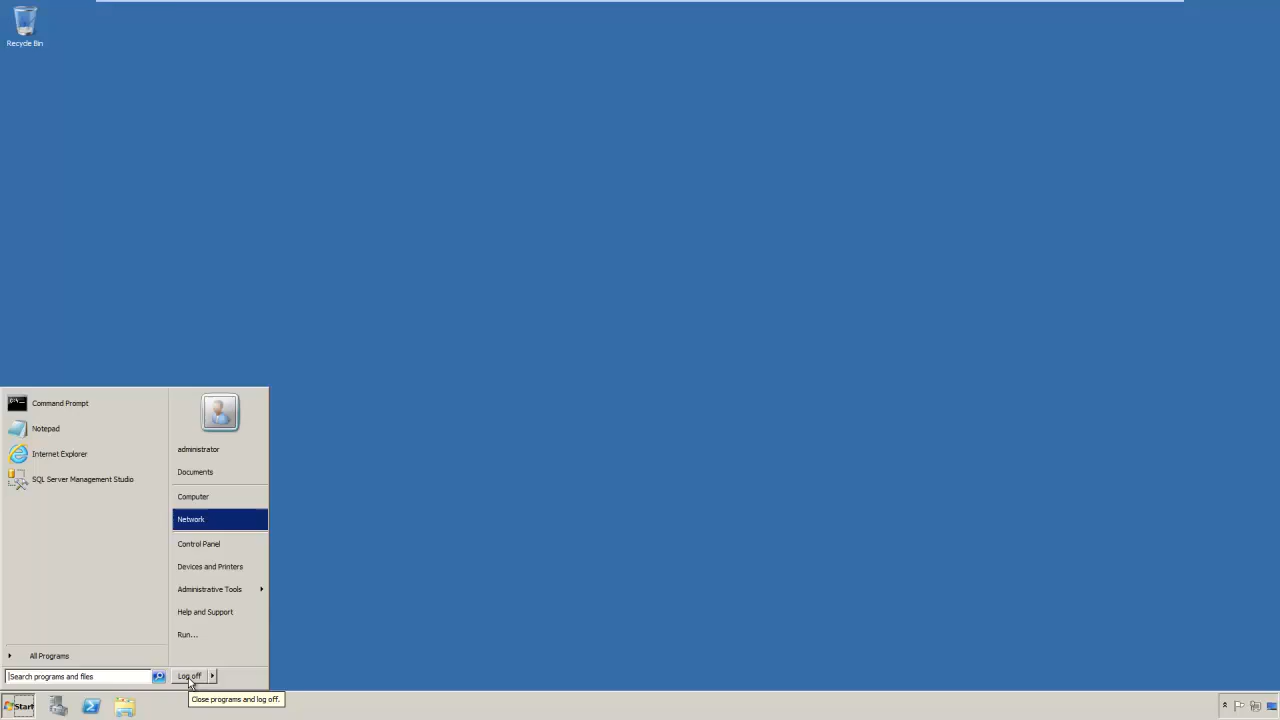 Recycle Bin
Command Prompt
Notepad
Internet Explorer
SQL Server Management Studio
All Programs
Search programs and files
administrator
Documents
Computer
Network
Control Panel
Devices and Printers
Administrative Tools
Help and Support
Run...
Log off
Close programs and log off.
Start